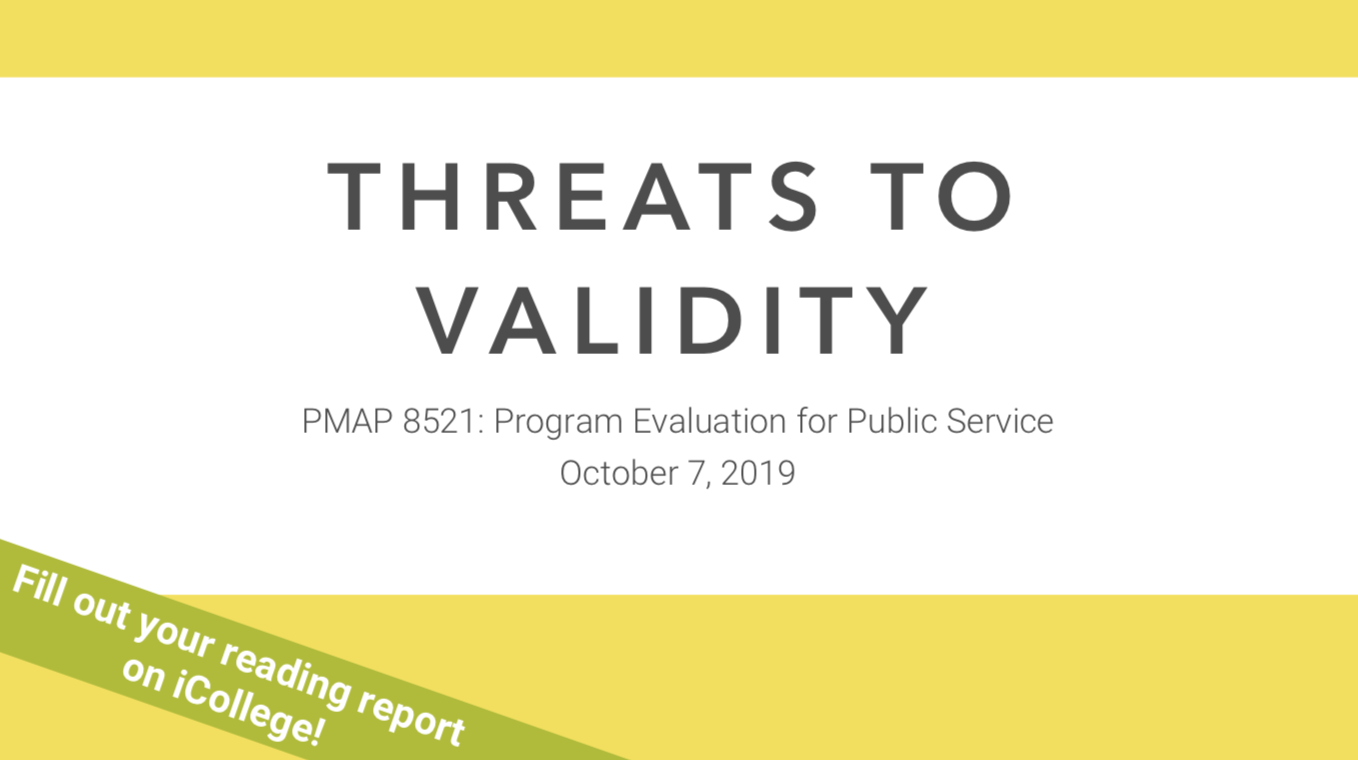 THREATS TO
VALIDITY
PMAP 8521: Program Evaluation for Public Service
October 7, 2019
Fill out your reading report
on iCollege!